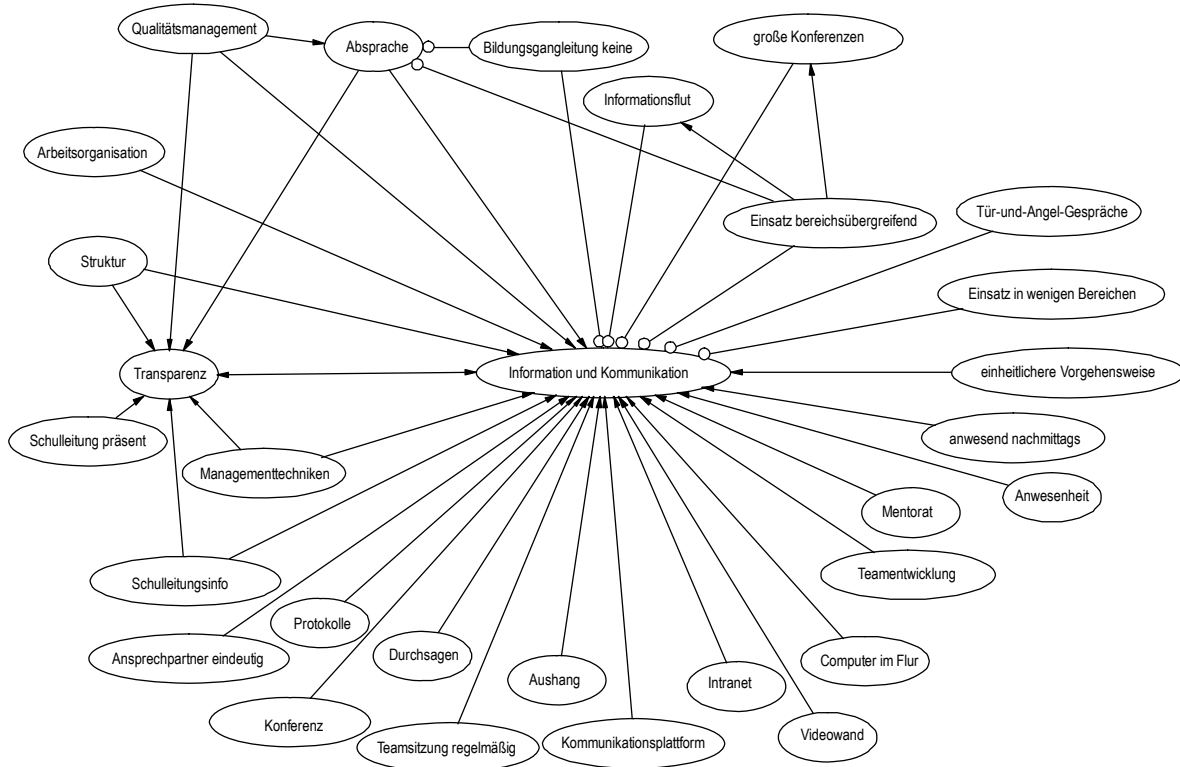 Qualitätsmanagement
Absprache
Bildungsgangleitung keine
große Konferenzen
Informationsflut
Arbeitsorganisation
Einsatz bereichsübergreifend
Tür-und-Angel-Gespräche
Struktur
Einsatz in wenigen Bereichen
Transparenz
Information und Kommunikation
einheitlichere Vorgehensweise
Schulleitung präsent
anwesend nachmittags
Managementtechniken
Anwesenheit
Mentorat
Schulleitungsinfo
Teamentwicklung
Protokolle
Ansprechpartner eindeutig
Durchsagen
Computer im Flur
Aushang
Intranet
Konferenz
Teamsitzung regelmäßig
Kommunikationsplattform
Videowand